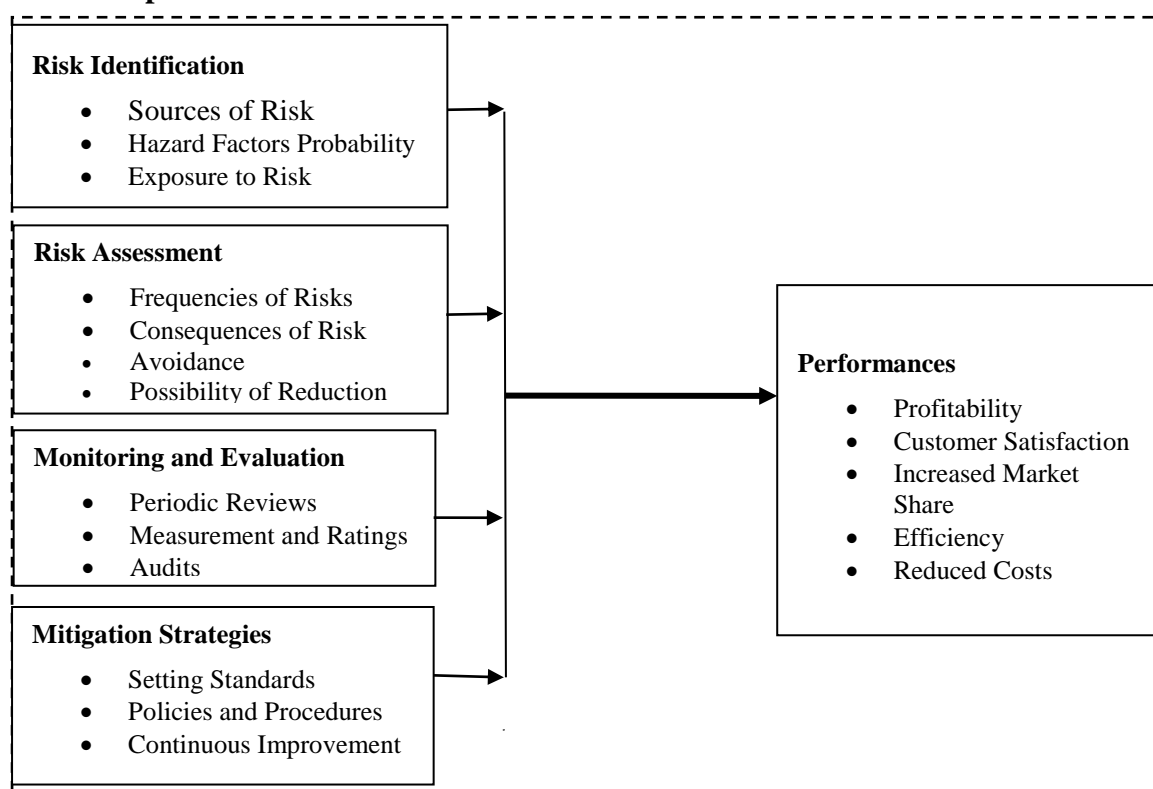 Risk Identification
• Sources of Risk
• Hazard Factors Probability
• Exposure to Risk
Risk Assessment
• Frequencies of Risks
• Consequences of Risk
• Avoidance
• Possibility of Reduction
Monitoring and Evaluation
• Periodic Reviews
• Measurement and Ratings
• Audits
Mitigation Strategies
• Setting Standards
• Policies and Procedures
• Continuous Improvement
Performances
• Profitability
• Customer Satisfaction
• Increased Market
Share
• Efficiency
• Reduced Costs